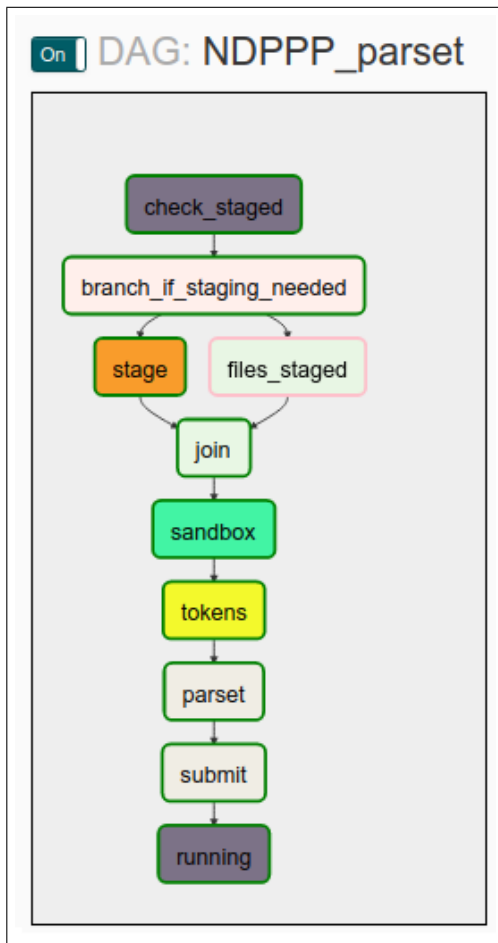 On DAG: NDPPP_parset
check_staged
branch_if_staging_needed
stage files_staged
join
sandbox
tokens
parset
submit
running